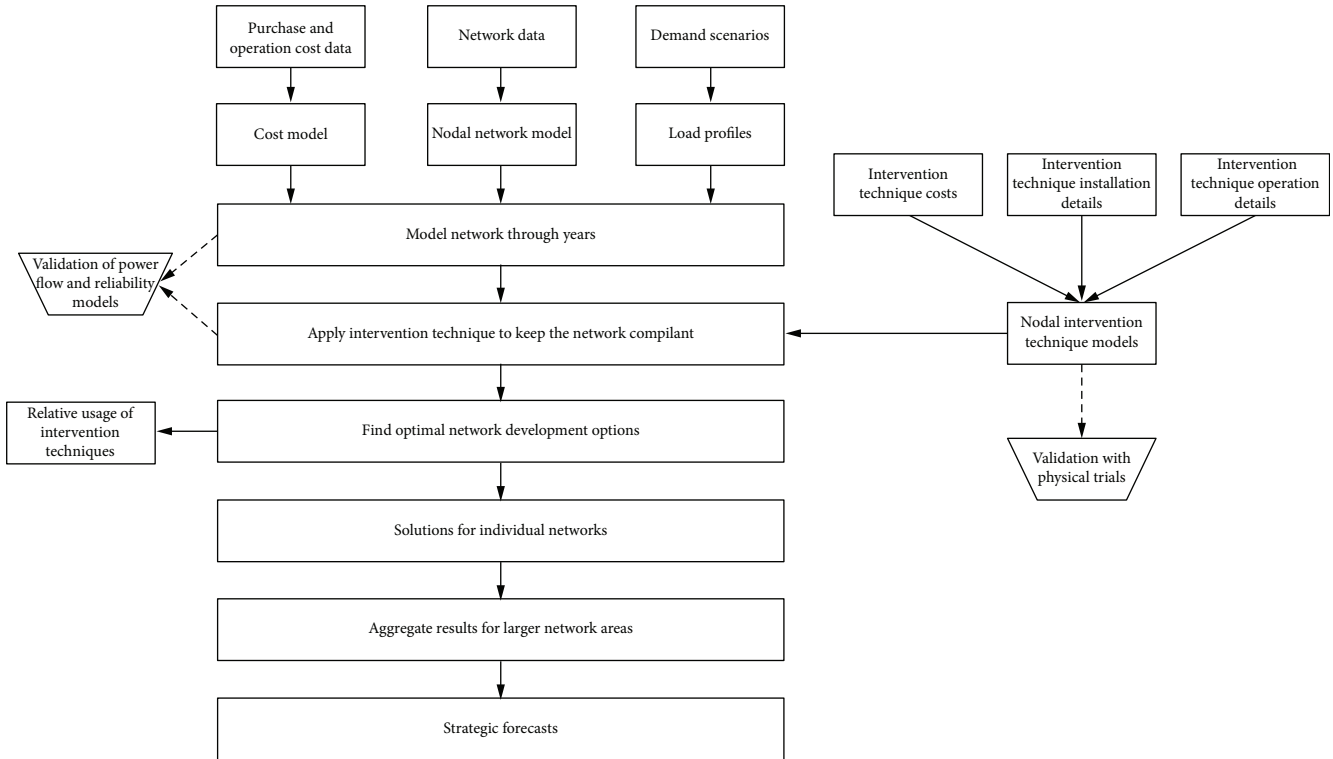 Purchase and
operation cost data
Network data
Demand scenarios
Cost model
Nodal network model
Load profiles
Intervention
technique costs
Intervention
technique installation
details
Intervention
technique operation
details
Model network through years
Validation of power
flow and reliability
models
Apply intervention technique to keep the network compilant
Nodal intervention
technique models
Relative usage of
intervention
techniques
Find optimal network development options
Validation with
physical trials
Solutions for individual networks
Aggregate results for larger network areas
Strategic forecasts